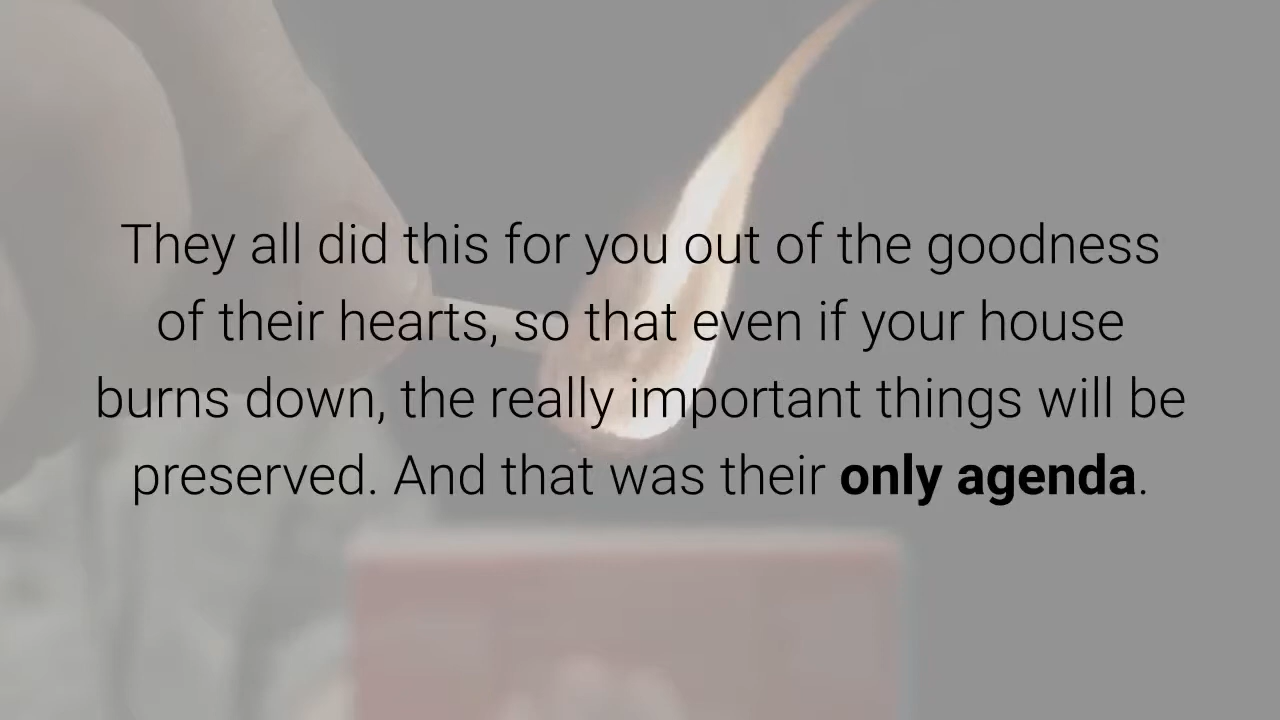 They all did this for you out of the goodness
of their hearts, so that even if your house
burns down, the really important things will be
preserved. And that was their only agenda.